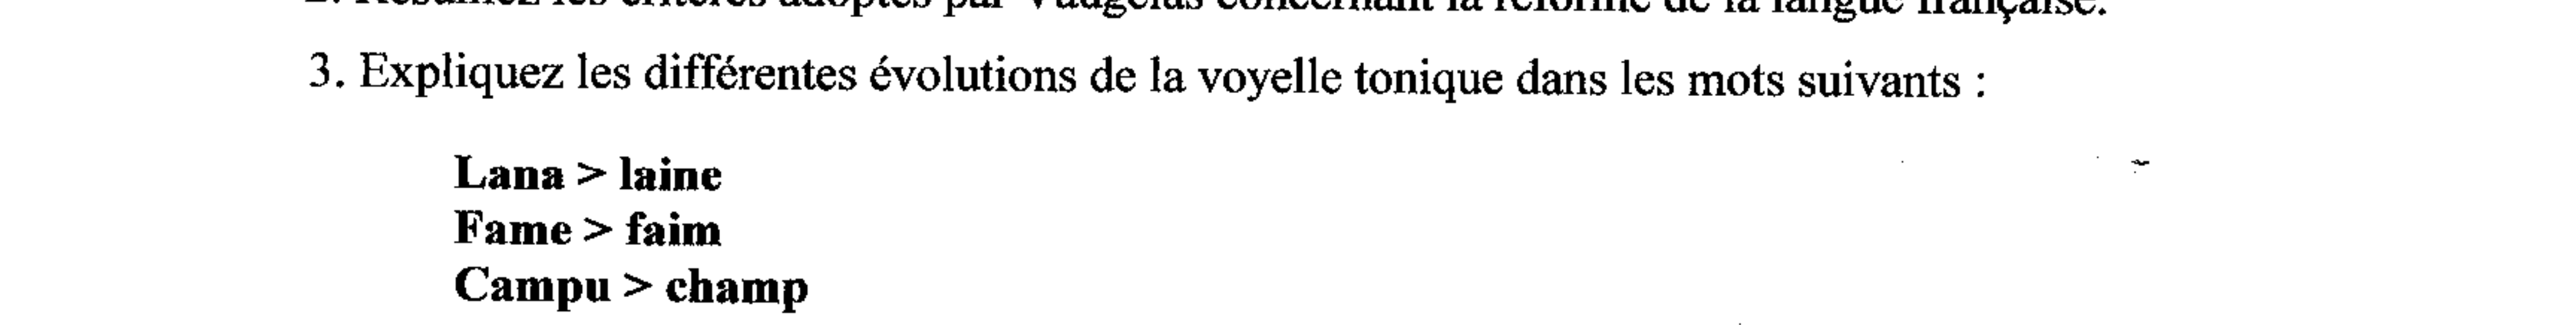 2. Résumez les critères adoptés par Vaugelas concernant la réforme de la langue française.
3. Expliquez les différentes évolutions de la voyelle tonique dans les mots suivants :
Lana > laine
Fame > faim
Campu > champ